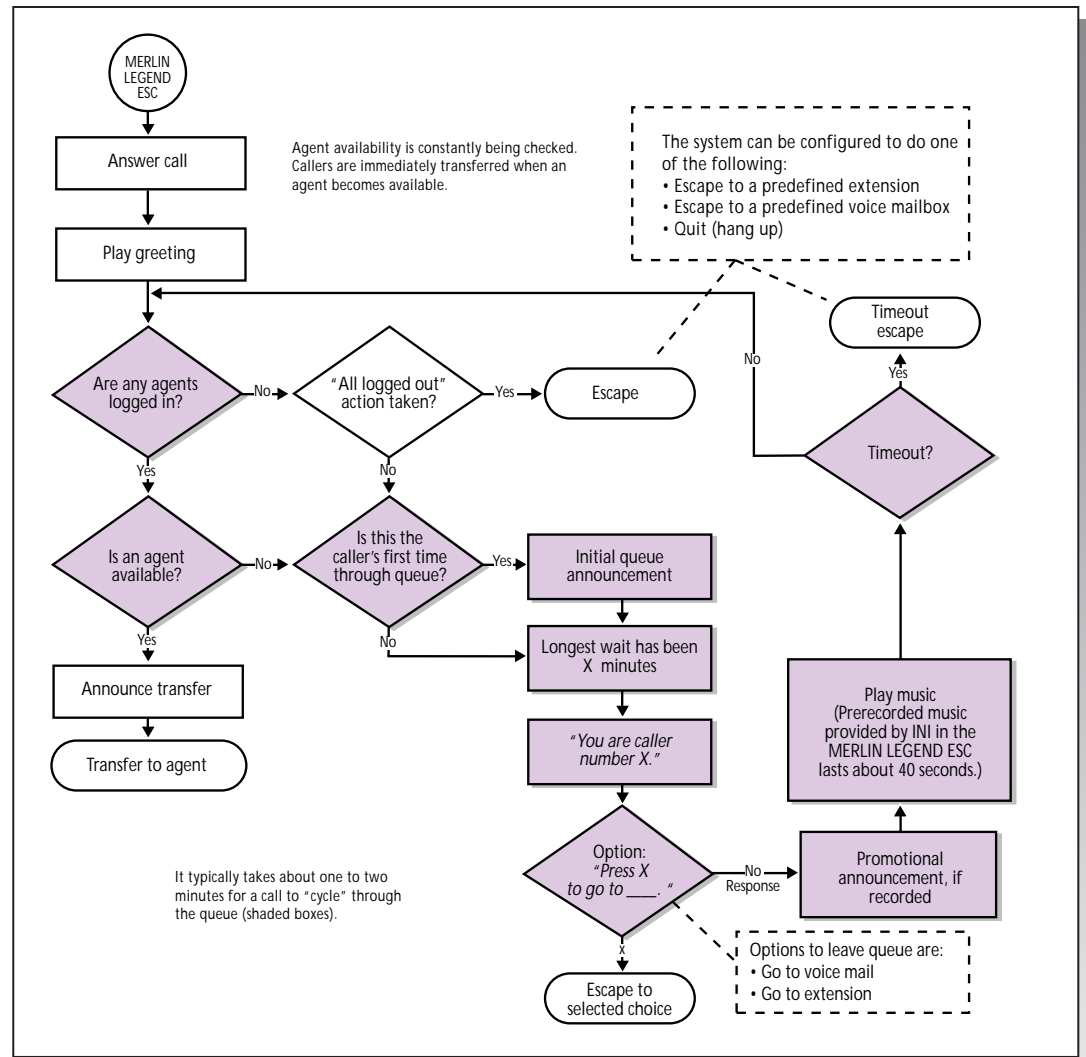 MERLIN
LEGEND
ESC
Answer call
Agent availability is constantly being checked.
Callers are immediately transferred when an
agent becomes available.
The system can be configured to do one
of the following:
• Escape to a predefined extension
• Escape to a predefined voice mailbox
• Quit (hang up)
Play greeting
Timeout
escape
No
Yes
Are any agents
logged in?
No
"All logged out"
action taken?
Yes
Escape
Timeout?
Yes
No
Is an agent
available?
No
Is this the
caller's first time
through queue?
Yes
Initial queue
announcement
Yes
No
Longest wait has been
X minutes
Announce transfer
Play music
(Prerecorded music
provided by INI in the
MERLIN LEGEND ESC
lasts about 40 seconds.)
"You are caller
number X."
Transfer to agent
Option:
"Press X
to go to ____. "
No
Response
Promotional
announcement, if
recorded
It typically takes about one to two
minutes for a call to "cycle" through
the queue (shaded boxes).
x
Options to leave queue are:
• Go to voice mail
• Go to extension
Escape to
selected choice